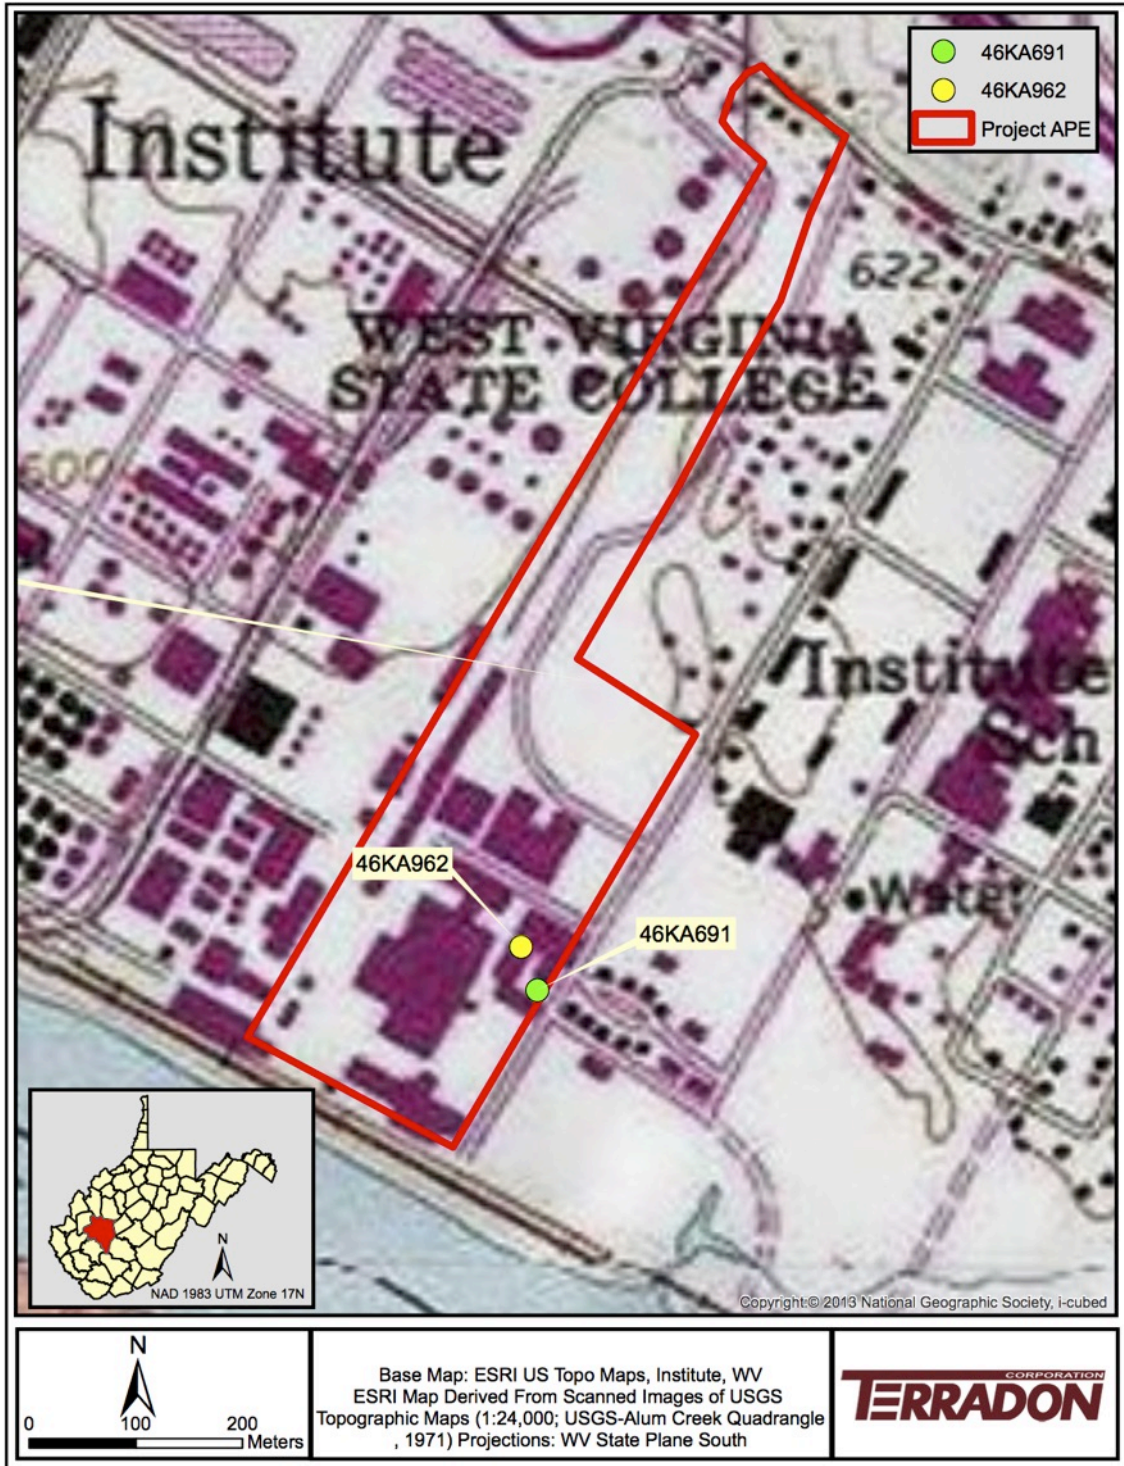 46KA691
46KA962
Project APE
Institute
622
WEST VIRGINIA
STATE COLLEGE
600
Institute
Sch
46KA962
46KA691
Water
N
NAD 1983 UTM Zone 17N
Copyright:© 2013 National Geographic Society, i-cubed
N
0 100 200
Meters
Base Map: ESRI US Topo Maps, Institute, WV
ESRI Map Derived From Scanned Images of USGS
Topographic Maps (1:24,000; USGS-Alum Creek Quadrangle
, 1971) Projections: WV State Plane South
TERRADON
CORPORATION